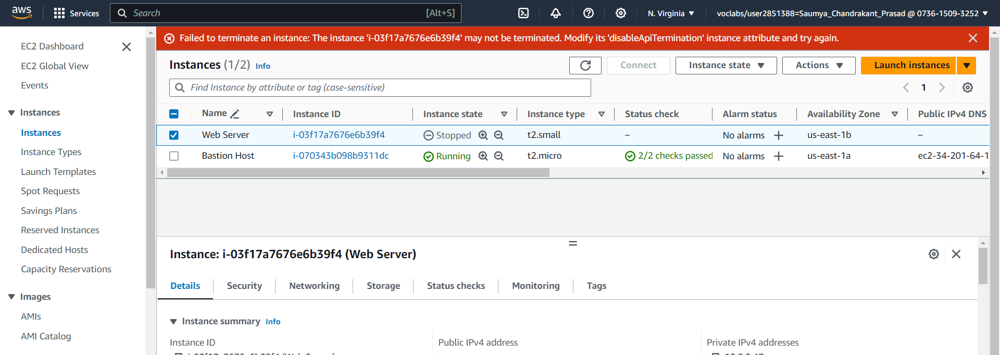 aws Services Search [Alt+S] N. Virginia voclabs/user2851388=Saumya_Chandrakant_Prasad @ 0736-1509-3252
Failed to terminate an instance: The instance 'i-03f17a7676e6b39f4' may not be terminated. Modify its 'disableApiTermination' instance attribute and try again.
EC2 Dashboard
EC2 Global View
Events
Instances
Instances
Instance Types
Launch Templates
Spot Requests
Savings Plans
Reserved Instances
Dedicated Hosts
Capacity Reservations
Images
AMIs
AMI Catalog
Instances (1/2) Info Connect Instance state Actions Launch instances
Find Instance by attribute or tag (case-sensitive) 1
Name Instance ID Instance state Instance type Status check Alarm status Availability Zone Public IPv4 DNS
Web Server i-03f17a7676e6b39f4 Stopped t2.small – No alarms us-east-1b –
Bastion Host i-070343b098b9311dc Running t2.micro 2/2 checks passed No alarms us-east-1a ec2-34-201-64-1
Instance: i-03f17a7676e6b39f4 (Web Server)
Details Security Networking Storage Status checks Monitoring Tags
Instance summary Info
Instance ID Public IPv4 address Private IPv4 addresses
i-03f17a7676e6b39f4 (Web Server)